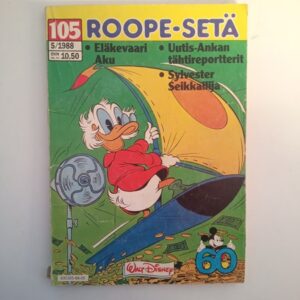 105 ROOPE-SETÄ
5/1988
10,50
• Eläkevaari
Aku
• Uutis-Ankan
tähtireportterit
• Sylvester
Seikkailija
WALT DISNEY
60